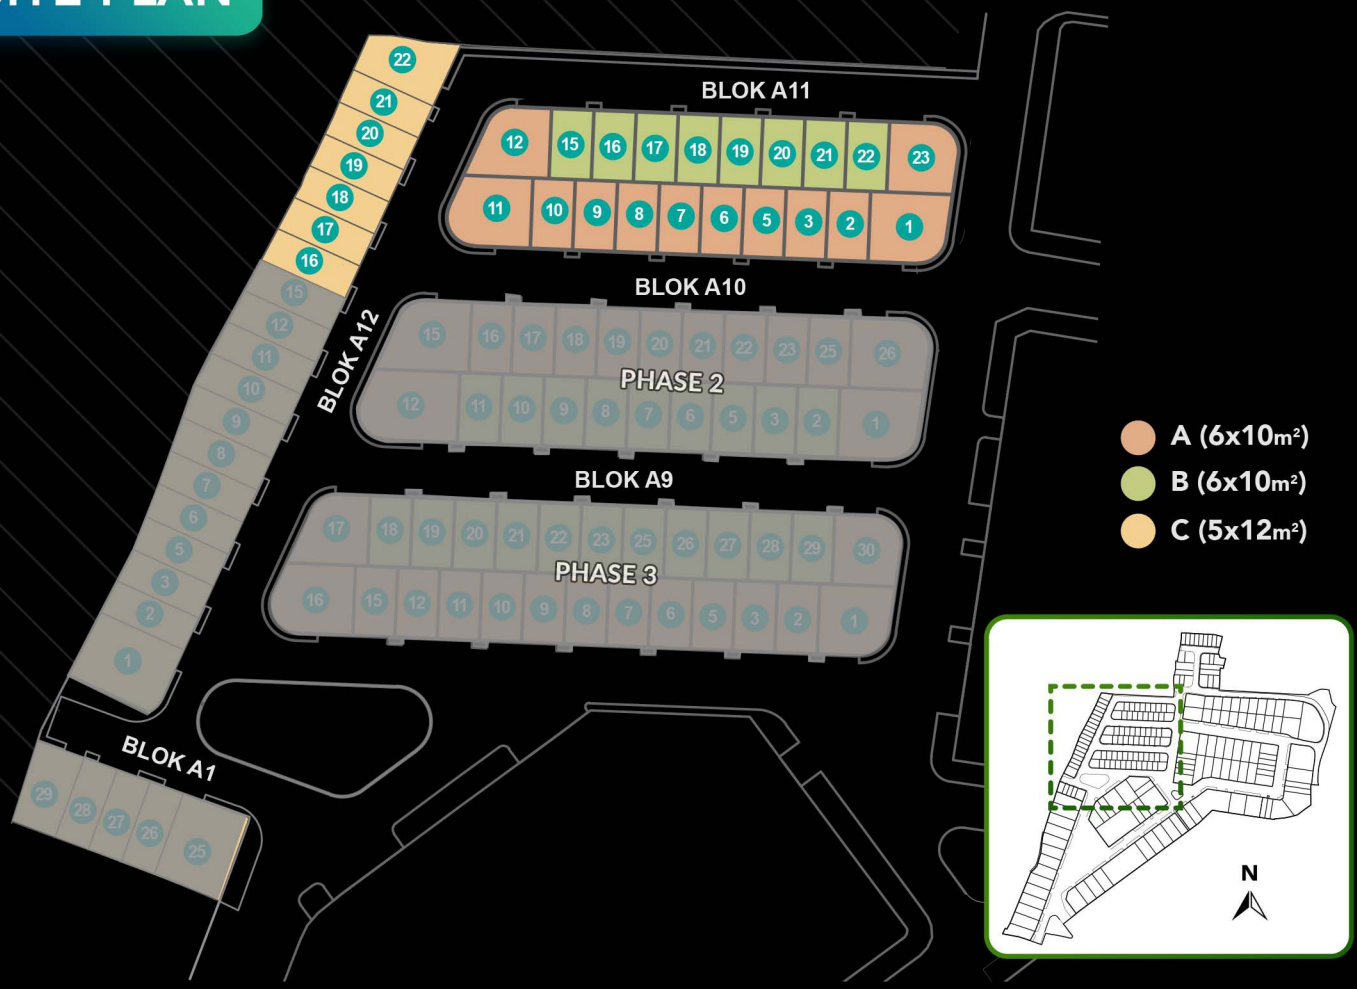 PLAN
22
21
20
19
18
17
16
15
12
11
10
9
8
7
6
5
3
2
1
BLOK A12
BLOK A11
12 15 16 17 18 19 20 21 22 23
11 10 9 8 7 6 5 3 2 1
BLOK A10
15 16 17 18 19 20 21 22 23 25 26
PHASE 2
12 11 10 9 8 7 6 5 3 2 1
BLOK A9
17 18 19 20 21 22 23 25 26 27 28 29 30
PHASE 3
16 15 12 11 10 9 8 7 6 5 3 2 1
BLOK A1
29 28 27 26 25
A (6x10m²)
B (6x10m²)
C (5x12m²)
N